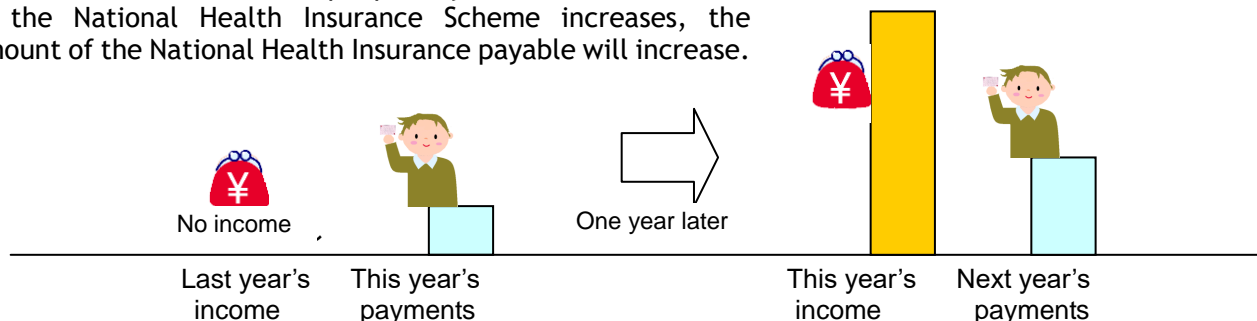 the National Health Insurance Scheme increases, the
mount of the National Health Insurance payable will increase.
¥
¥
No income
One year later
Last year's
income
This year's
payments
This year's
income
Next year's
payments